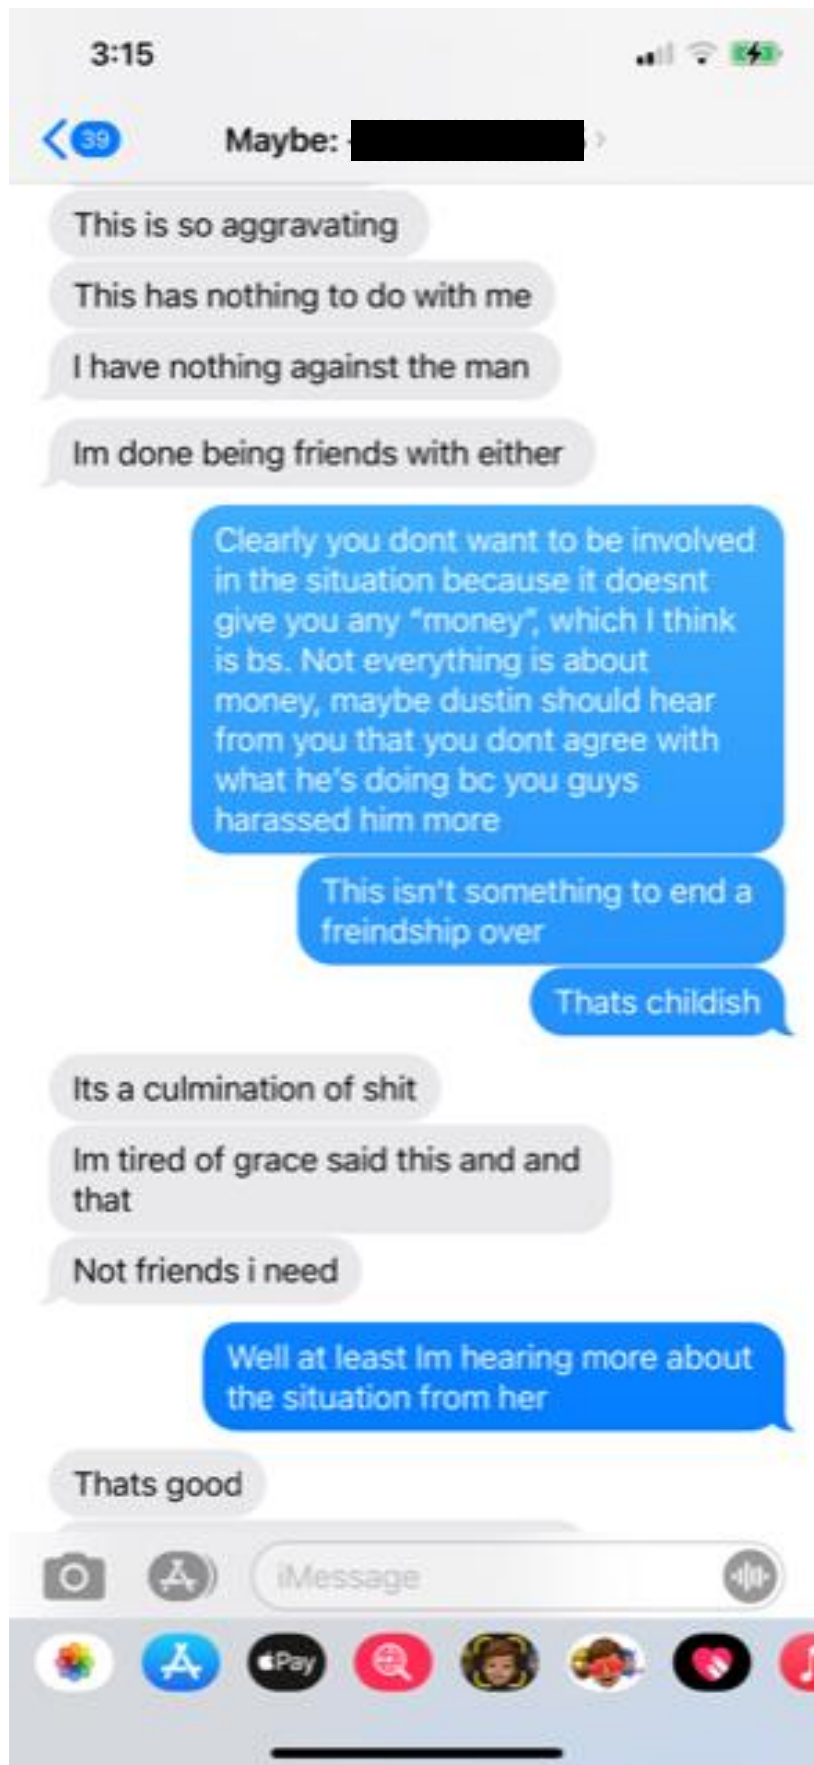 3:15
39
Maybe:
This is so aggravating
This has nothing to do with me
I have nothing against the man
Im done being friends with either
Clearly you dont want to be involved
in the situation because it doesnt
give you any “money”, which I think
is bs. Not everything is about
money, maybe dustin should hear
from you that you dont agree with
what he's doing bc you guys
harassed him more
This isn't something to end a
freindship over
Thats childish
Its a culmination of shit
Im tired of grace said this and and
that
Not friends i need
Well at least Im hearing more about
the situation from her
Thats good
iMessage
Pay